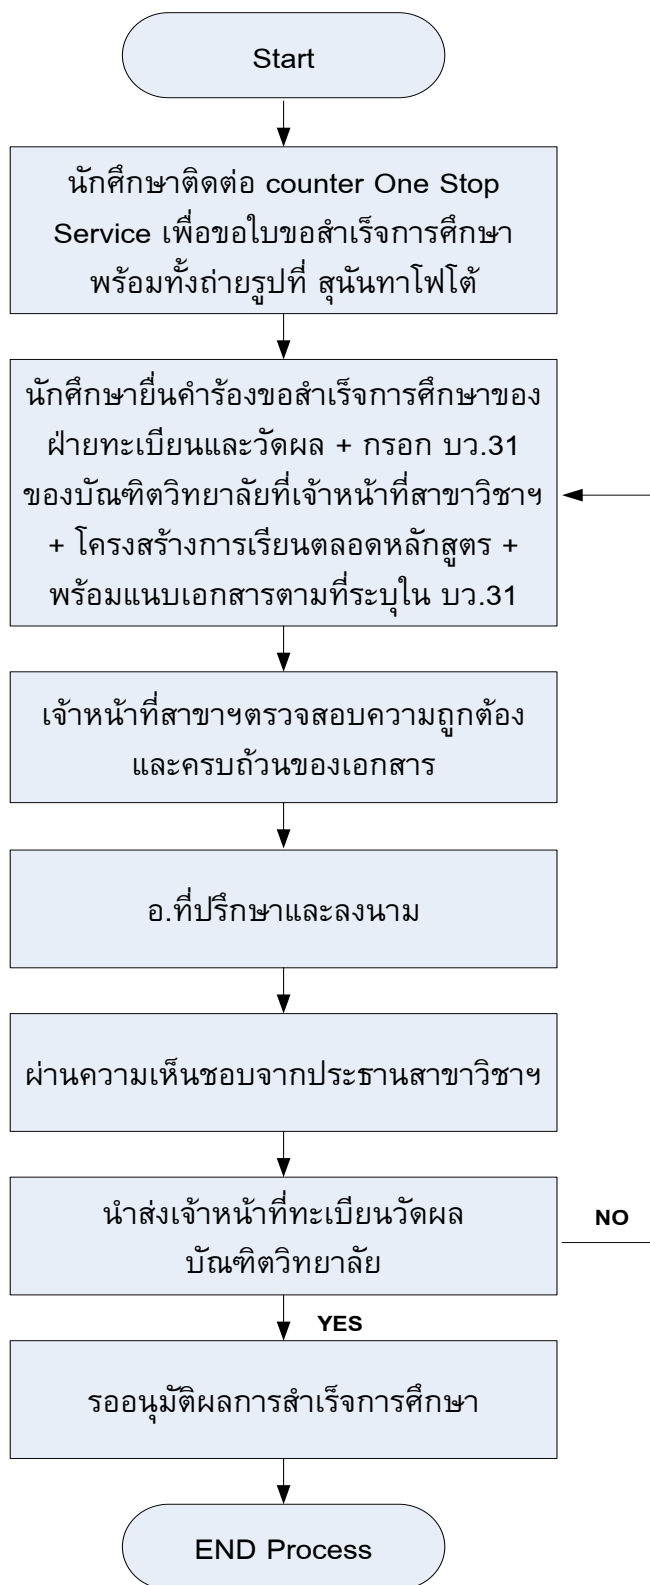 Start
นักศึกษาติดต่อ counter One Stop
Service เพื่อขอใบขอสำเร็จการศึกษา
พร้อมทั้งถ่ายรูปที่ สุนันทาโฟโต้
นักศึกษายื่นคำร้องขอสำเร็จการศึกษาของ
ฝ่ายทะเบียนและวัดผล + กรอก บว.31
ของบัณฑิตวิทยาลัยที่เจ้าหน้าที่สาขาวิชาฯ
+ โครงสร้างการเรียนตลอดหลักสูตร +
พร้อมแนบเอกสารตามที่ระบุใน บว.31
เจ้าหน้าที่สาขาฯตรวจสอบความถูกต้อง
และครบถ้วนของเอกสาร
อ.ที่ปรึกษาและลงนาม
ผ่านความเห็นชอบจากประธานสาขาวิชาฯ
นำส่งเจ้าหน้าที่ทะเบียนวัดผล
บัณฑิตวิทยาลัย
NO
YES
รออนุมัติผลการสำเร็จการศึกษา
END Process